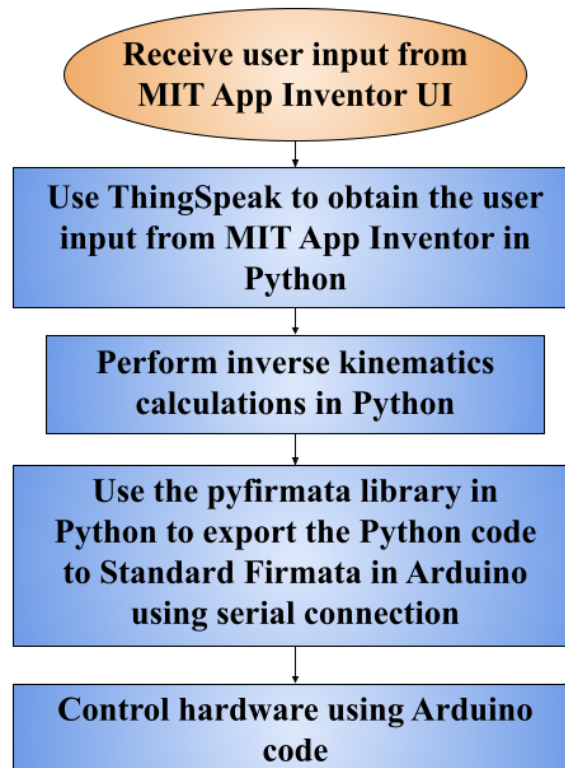 Receive user input from
MIT App Inventor UI
Use ThingSpeak to obtain the user
input from MIT App Inventor in
Python
Perform inverse kinematics
calculations in Python
Use the pyfirmata library in
Python to export the Python code
to Standard Firmata in Arduino
using serial connection
Control hardware using Arduino
code